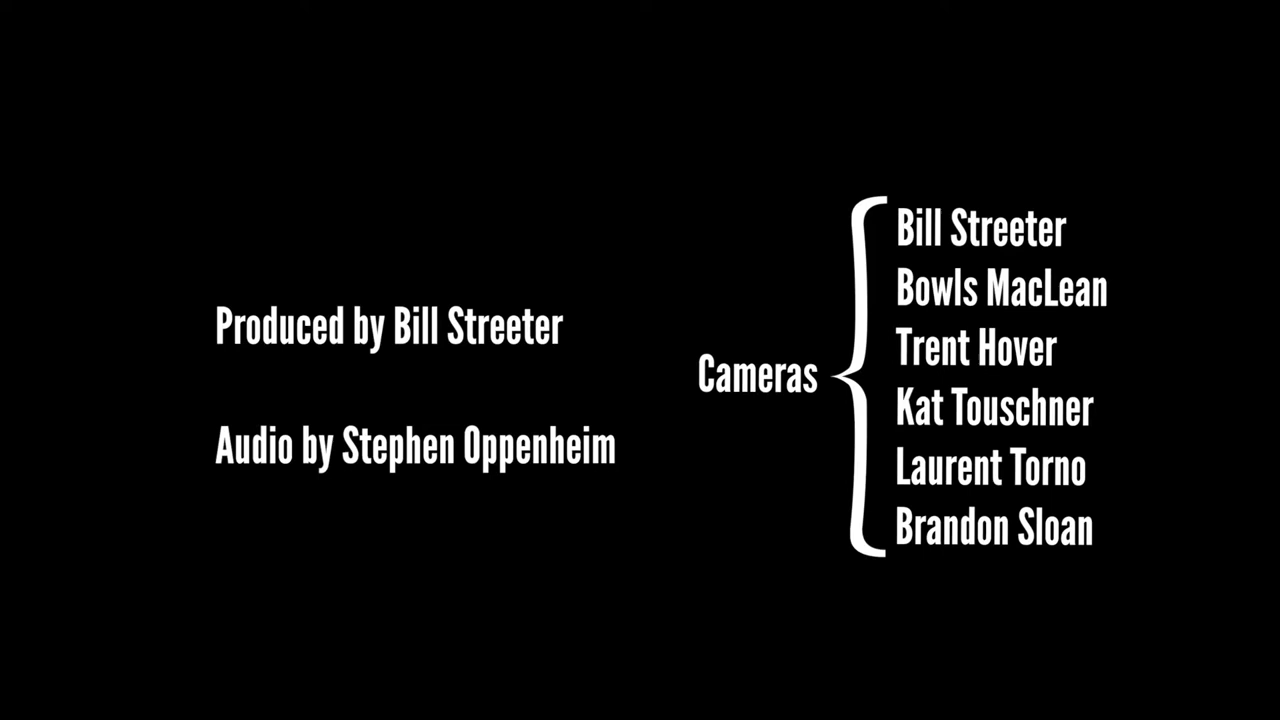 Produced by Bill Streeter
Audio by Stephen Oppenheim
Cameras
Bill Streeter
Bowls MacLean
Trent Hover
Kat Touschner
Laurent Torno
Brandon Sloan